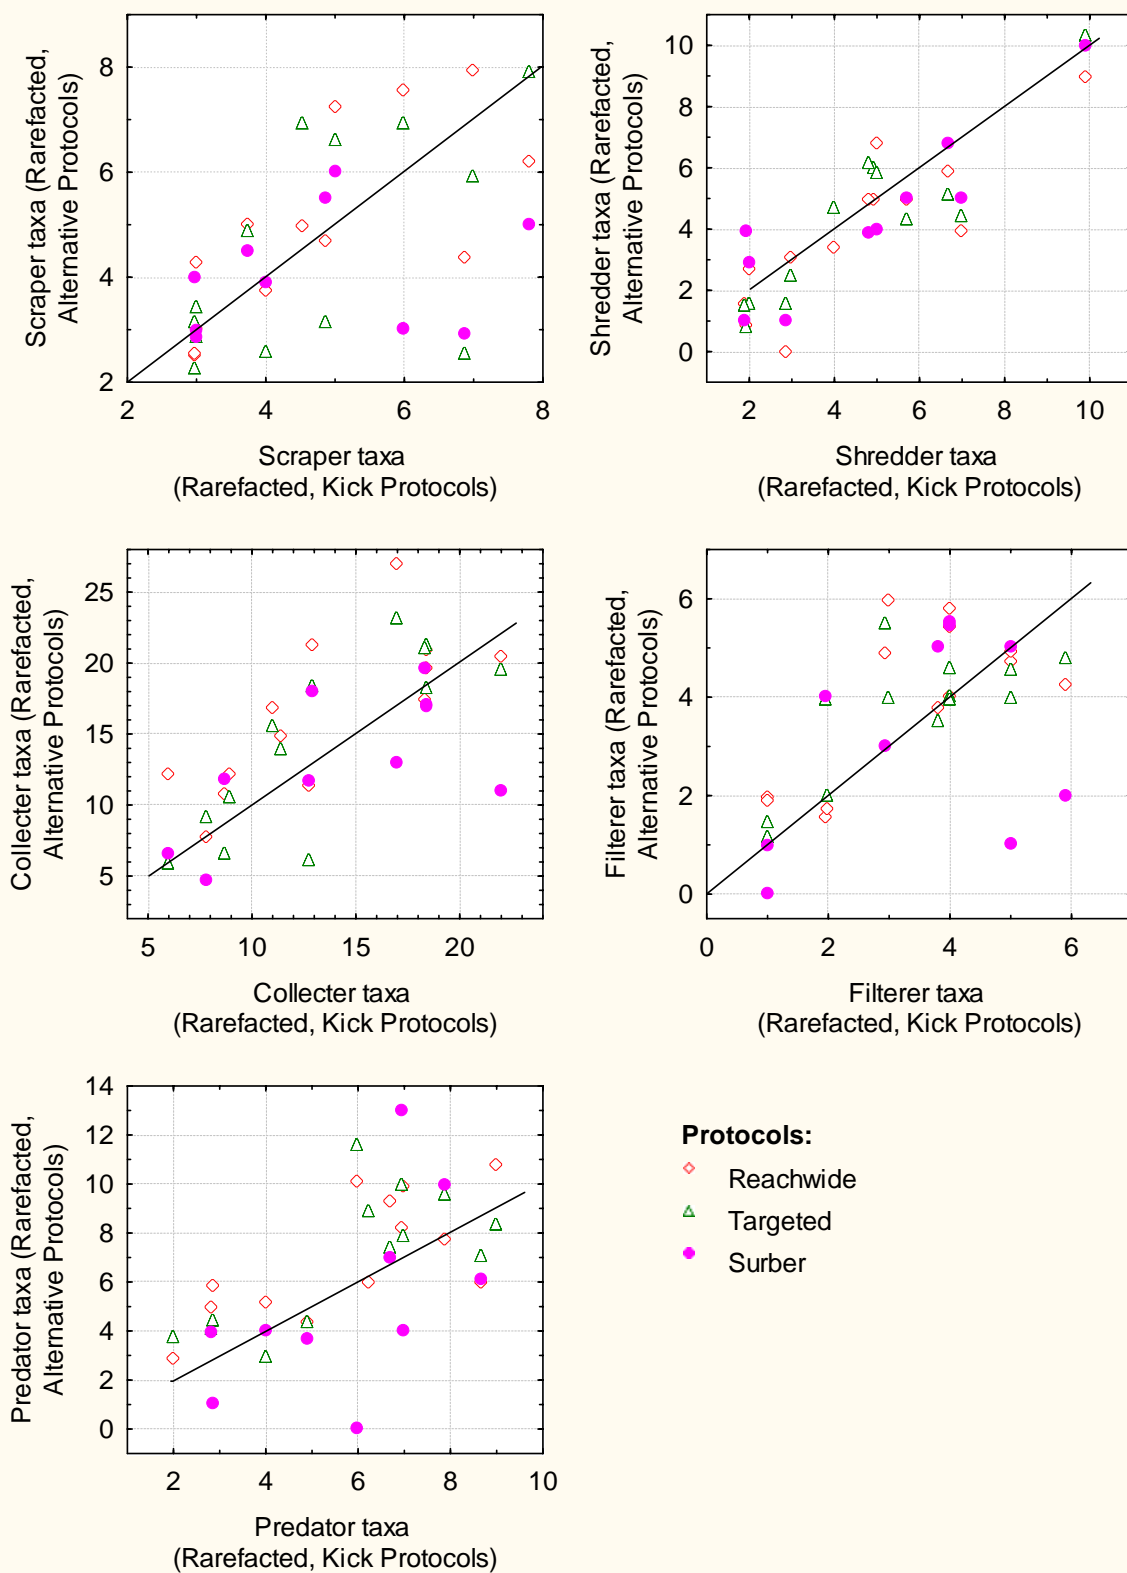 Scraper taxa (Rarefacted,
Alternative Protocols)
8
6
4
2
2 4 6 8
Scraper taxa
(Rarefacted, Kick Protocols)
Shredder taxa (Rarefacted,
Alternative Protocols)
10
8
6
4
2
0
2 4 6 8 10
Shredder taxa
(Rarefacted, Kick Protocols)
Collecter taxa (Rarefacted,
Alternative Protocols)
25
20
15
10
5
5 10 15 20
Collecter taxa
(Rarefacted, Kick Protocols)
Filterer taxa (Rarefacted,
Alternative Protocols)
6
4
2
0
0 2 4 6
Filterer taxa
(Rarefacted, Kick Protocols)
Predator taxa (Rarefacted,
Alternative Protocols)
14
12
10
8
6
4
2
0
2 4 6 8 10
Predator taxa
(Rarefacted, Kick Protocols)
Protocols:
Reachwide
Targeted
Surber